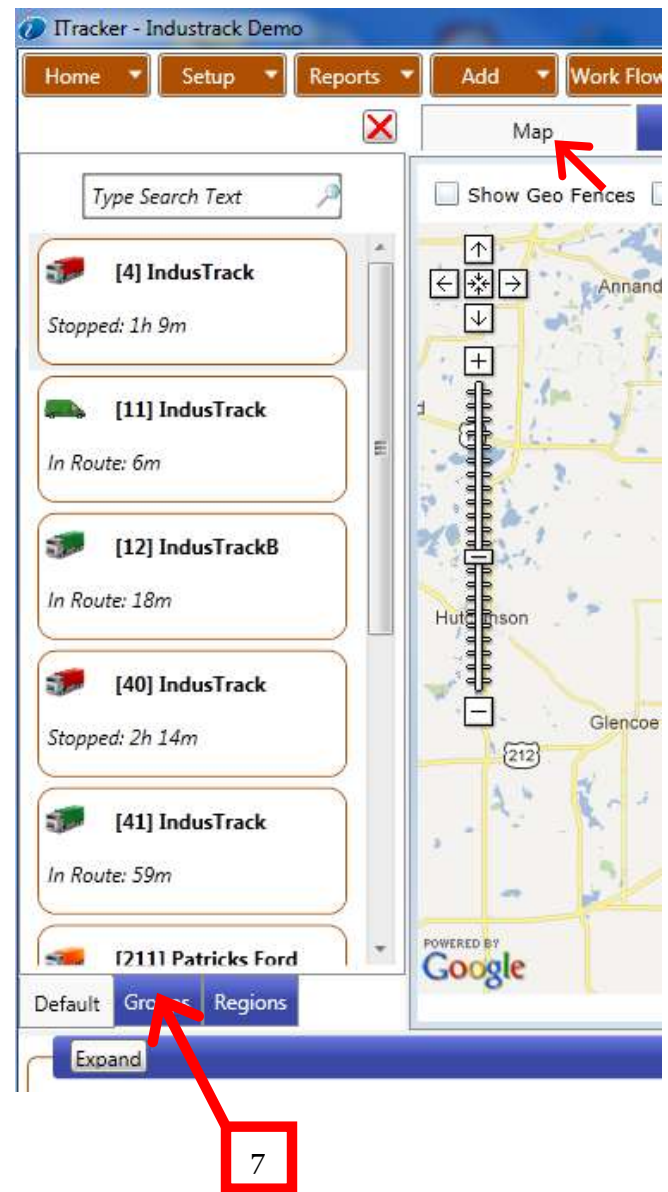 ITracker - Industrack Demo
Home Setup Reports Add Work Flow
Map
Type Search Text
Show Geo Fences
[4] IndusTrack
Stopped: 1h 9m
[11] IndusTrack
In Route: 6m
[12] IndusTrackB
In Route: 18m
[40] IndusTrack
Stopped: 2h 14m
[41] IndusTrack
In Route: 59m
[211] Patricks Ford
Annand
Hutchinson
Glencoe
212
POWERED BY
Google
Default Groups Regions
Expand
7